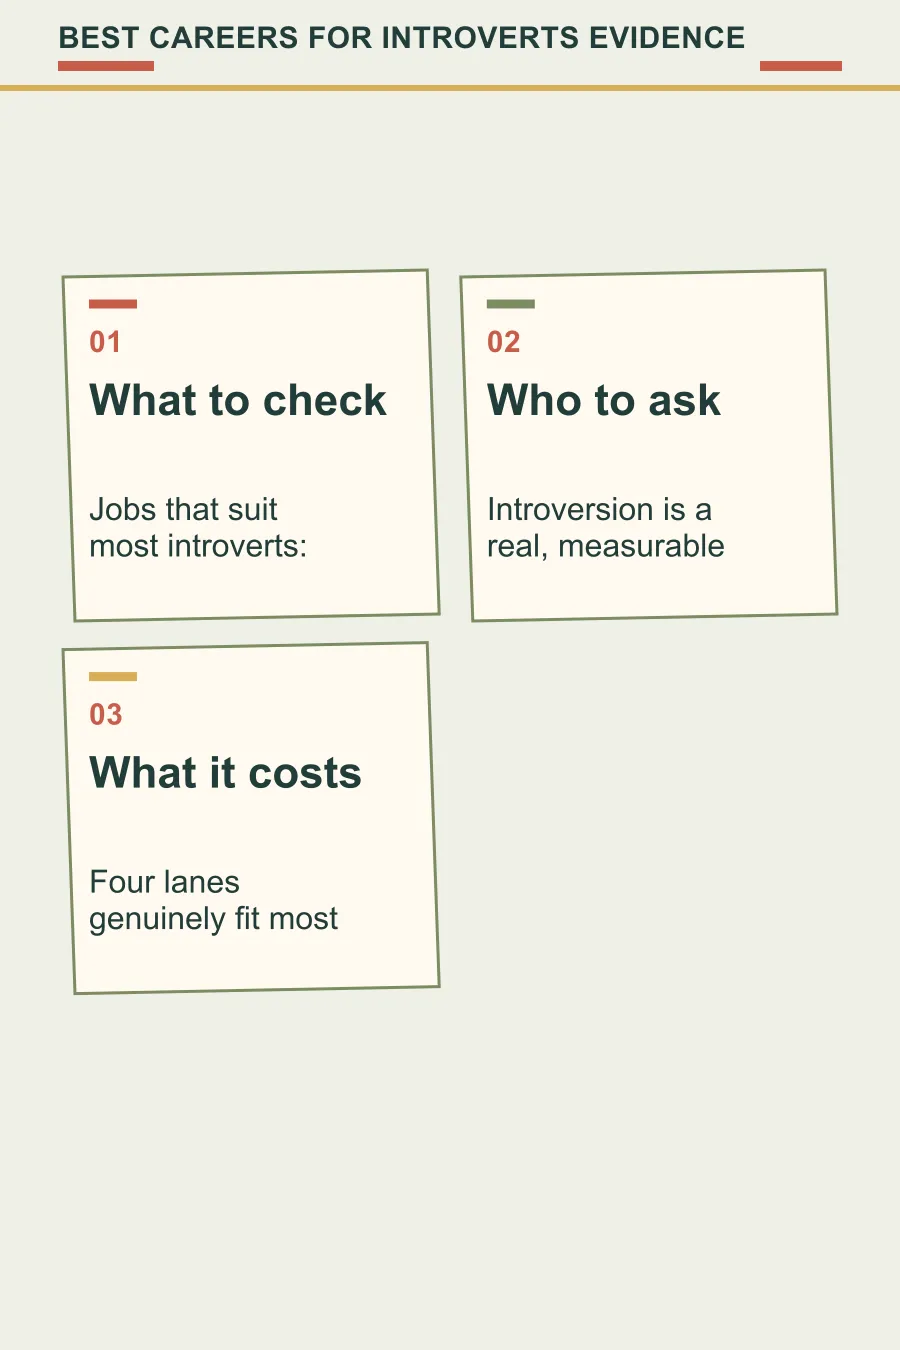 BEST CAREERS FOR INTROVERTS EVIDENCE
01
What to check
Jobs that suit
most introverts:
02
Who to ask
Introversion is a
real, measurable
03
What it costs
Four lanes
genuinely fit most